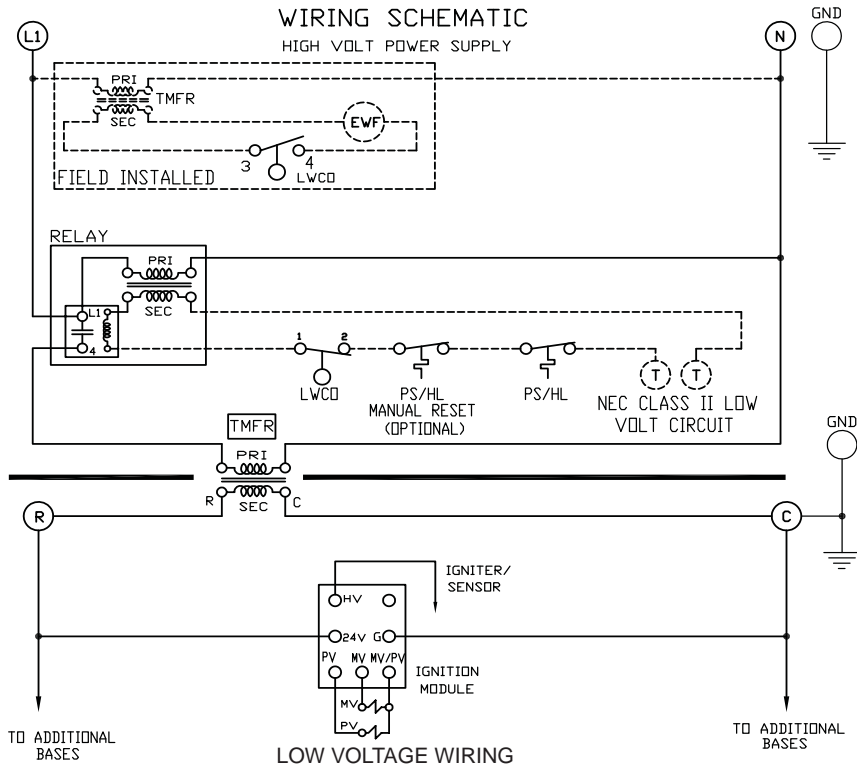 WIRING SCHEMATIC
HIGH VOLT POWER SUPPLY
L1
N
GND
PRI
TMFR
SEC
EWF
3
4
LWCO
FIELD INSTALLED
RELAY
PRI
SEC
L1
4
1
2
LWCO
PS/HL
MANUAL RESET
(OPTIONAL)
PS/HL
T
T
NEC CLASS II LOW
VOLT CIRCUIT
TMFR
PRI
R
SEC
C
GND
R
C
IGNITER/
SENSOR
HV
24V
G
PV
MV
MV/PV
IGNITION
MODULE
MV
PV
TO ADDITIONAL
BASES
TO ADDITIONAL
BASES
LOW VOLTAGE WIRING